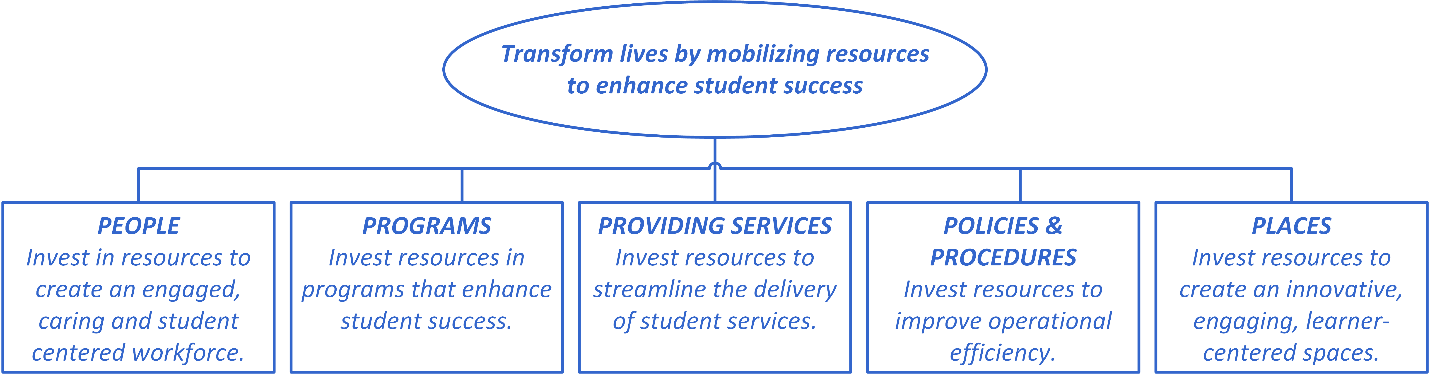 Transform lives by mobilizing resources
to enhance student success
PEOPLE
Invest in resources to
create an engaged,
caring and student
centered workforce.
PROGRAMS
Invest resources in
programs that enhance
student success.
PROVIDING SERVICES
Invest resources to
streamline the delivery
of student services.
POLICIES &
PROCEDURES
Invest resources to
improve operational
efficiency.
PLACES
Invest resources to
create an innovative,
engaging, learner-
centered spaces.